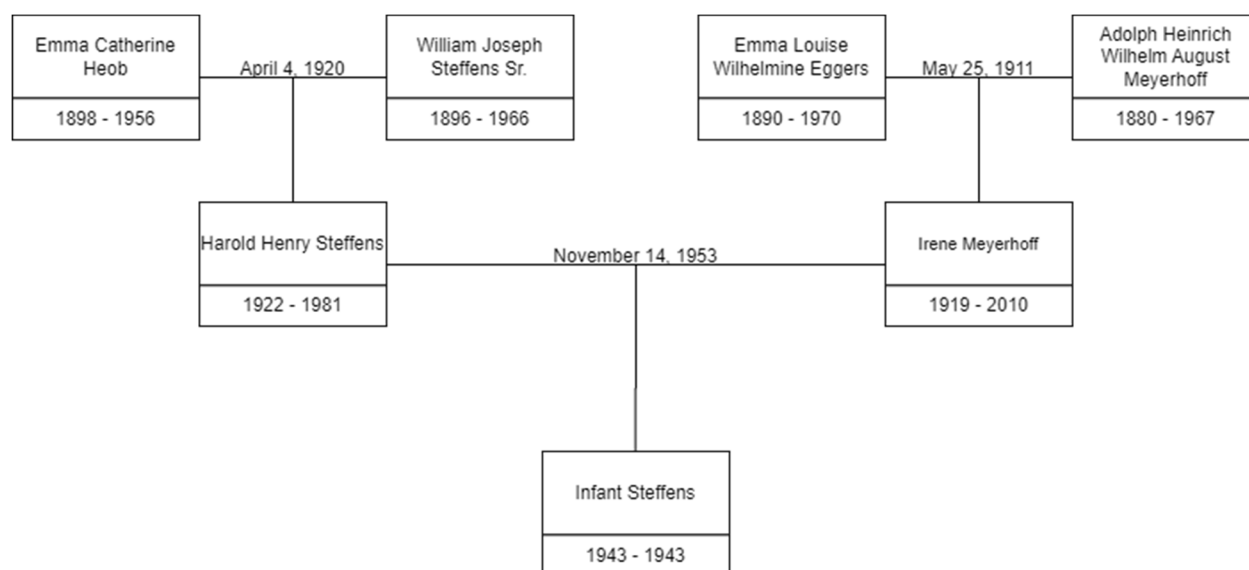 Emma Catherine
Heob
1898 - 1956
April 4, 1920
William Joseph
Steffens Sr.
1896 - 1966
Emma Louise
Wilhelmine Eggers
1890 - 1970
May 25, 1911
Adolph Heinrich
Wilhelm August
Meyerhoff
1880 - 1967
Harold Henry Steffens
1922 - 1981
November 14, 1953
Irene Meyerhoff
1919 - 2010
Infant Steffens
1943 - 1943